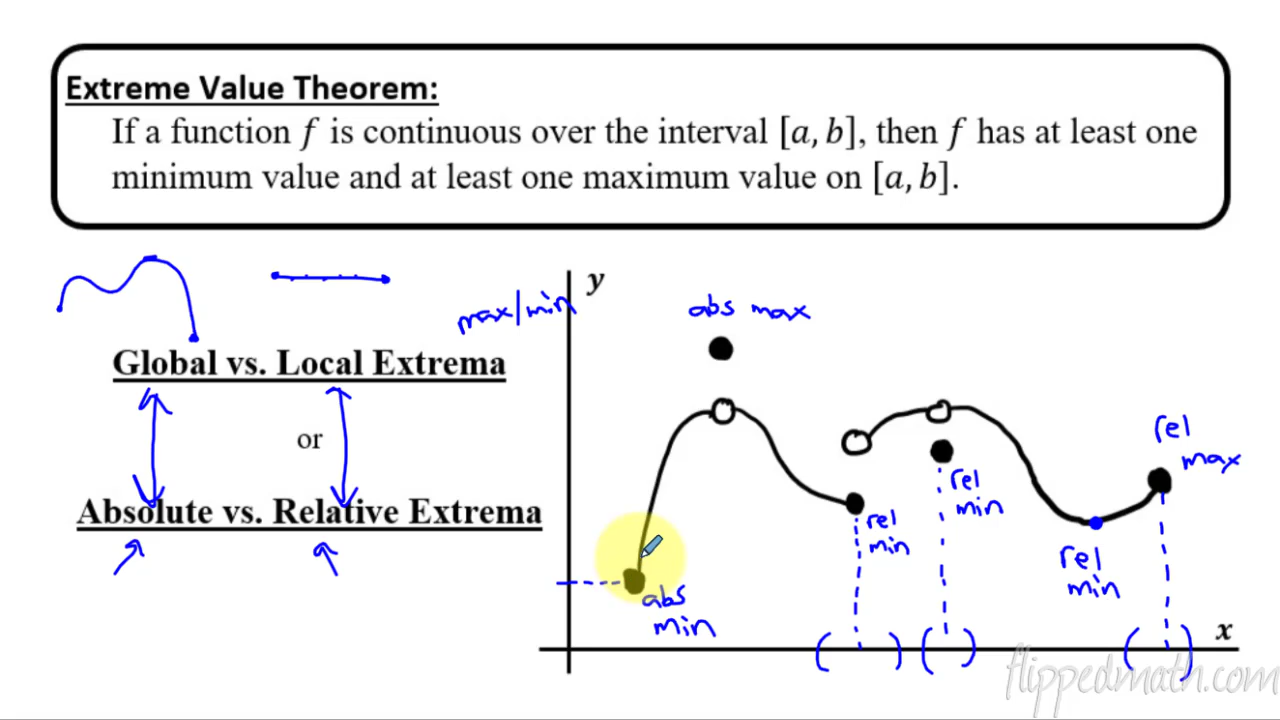 Extreme Value Theorem:
If a function f is continuous over the interval [a, b], then f has at least one
minimum value and at least one maximum value on [a, b].
max/min
Global vs. Local Extrema
or
Absolute vs. Relative Extrema
y
abs max
rel
max
rel
min
rel
min
rel
min
abs
min
x
flippedmath.com